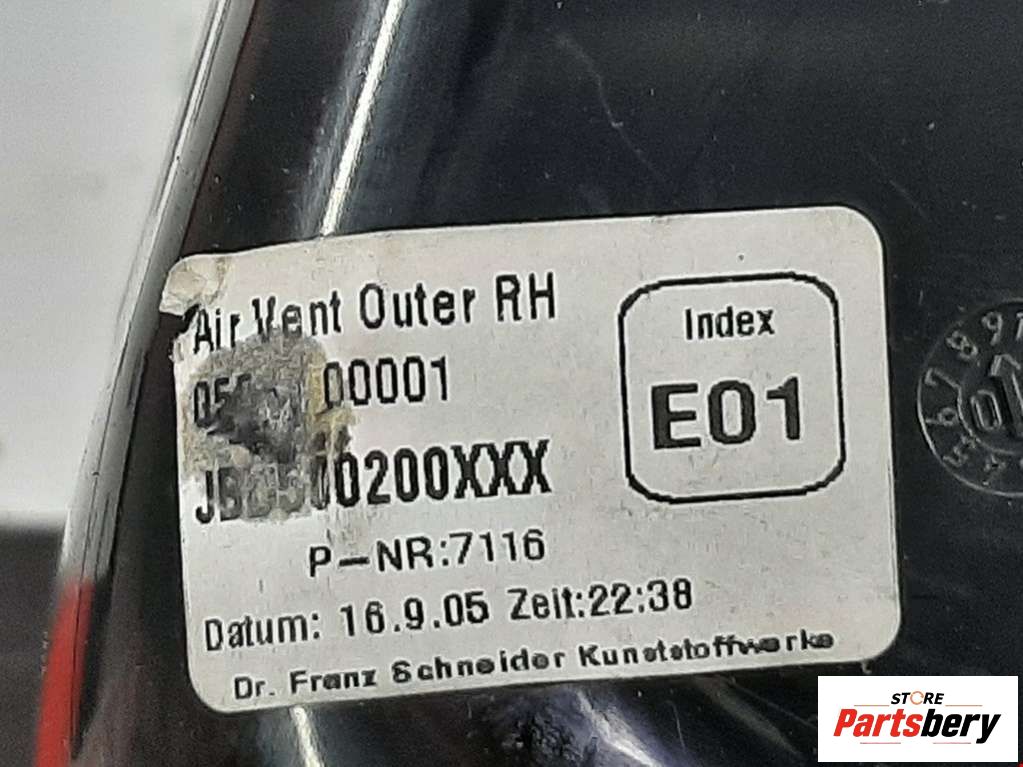 Air Vent Outer RH
00001
Index
E01
P-NR:7116
Datum: 16.9.05 Zeit:22:38
Dr. Franz Schneider Kunststoffwerke
STORE
Partsbery